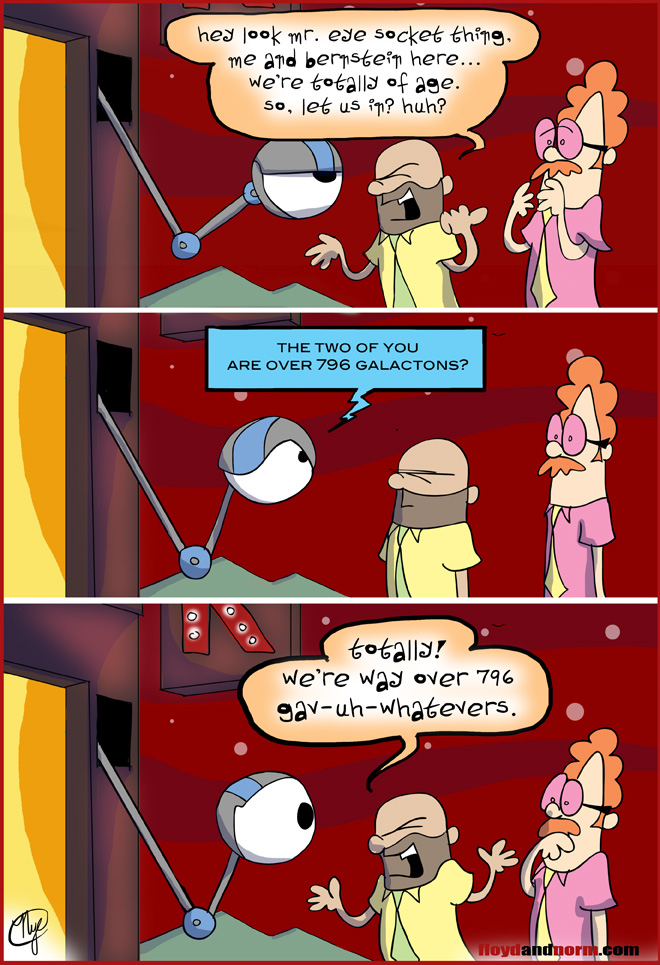 hey look mr. eye socket thing,
me and bernstein here...
we're totally of age.
so, let us in? huh?
THE TWO OF YOU
ARE OVER 796 GALACTONS?
totally!
we're way over 796
gav-uh-whatevers.
Nye
floydandnorm.com